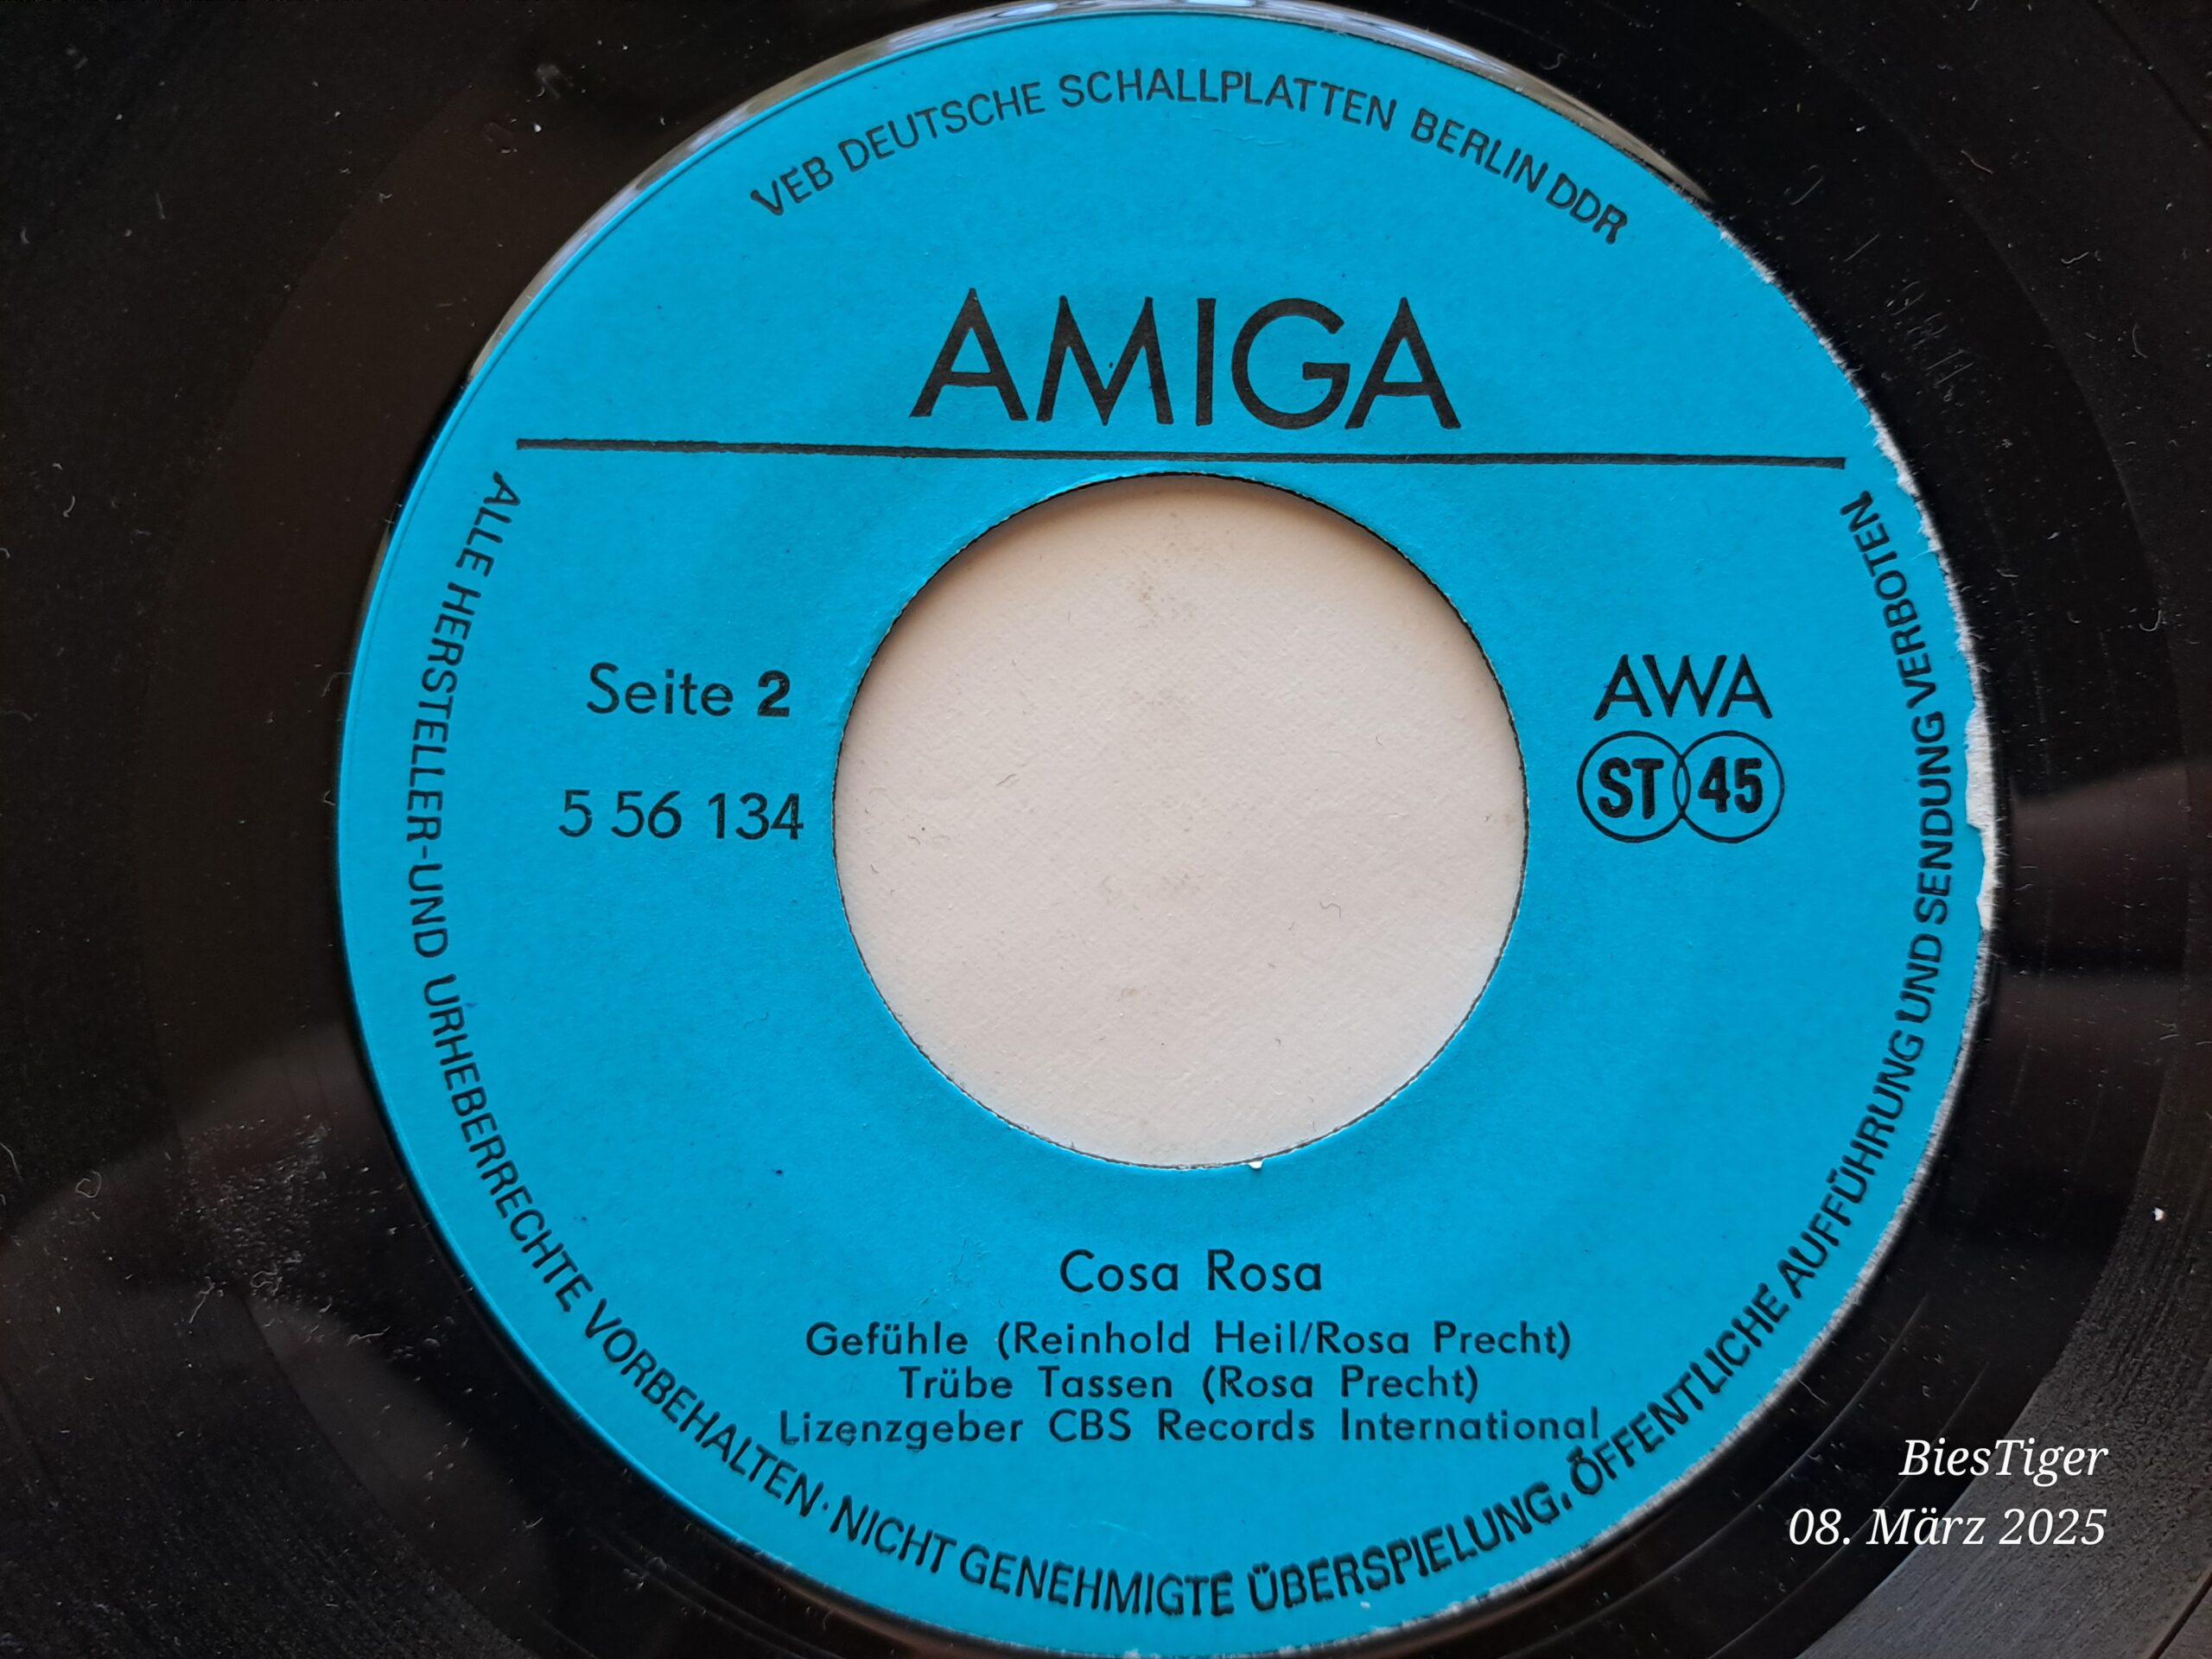 VEB DEUTSCHE SCHALLPLATTEN BERLIN DDR
AMIGA
Seite 2
5 56 134
AWA
ST 45
Cosa Rosa
Gefühle (Reinhold Heil/Rosa Precht)
Trübe Tassen (Rosa Precht)
Lizenzgeber CBS Records International
ALLE HERSTELLER-UND URHEBERRECHTE VORBEHALTEN · NICHT GENEHMIGTE ÜBERSPIELUNG, ÖFFENTLICHE AUFFÜHRUNG UND SENDUNG VERBOTEN
BiesTiger
08. März 2025